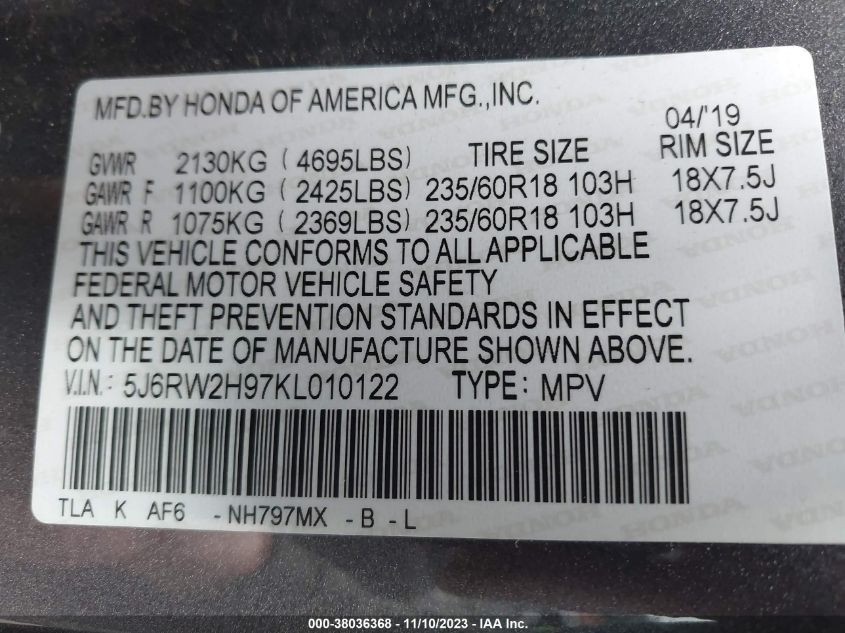 MFD.BY HONDA OF AMERICA MFG.,INC.
04/'19
GVWR 2130KG ( 4695LBS) TIRE SIZE RIM SIZE
GAWR F 1100KG ( 2425LBS) 235/60R18 103H 18X7.5J
GAWR R 1075KG ( 2369LBS) 235/60R18 103H 18X7.5J
THIS VEHICLE CONFORMS TO ALL APPLICABLE
FEDERAL MOTOR VEHICLE SAFETY
AND THEFT PREVENTION STANDARDS IN EFFECT
ON THE DATE OF MANUFACTURE SHOWN ABOVE.
V.I.N.: 5J6RW2H97KL010122 TYPE: MPV
TLA K AF6 -NH797MX -B -L
000-38036368 - 11/10/2023 - IAA Inc.